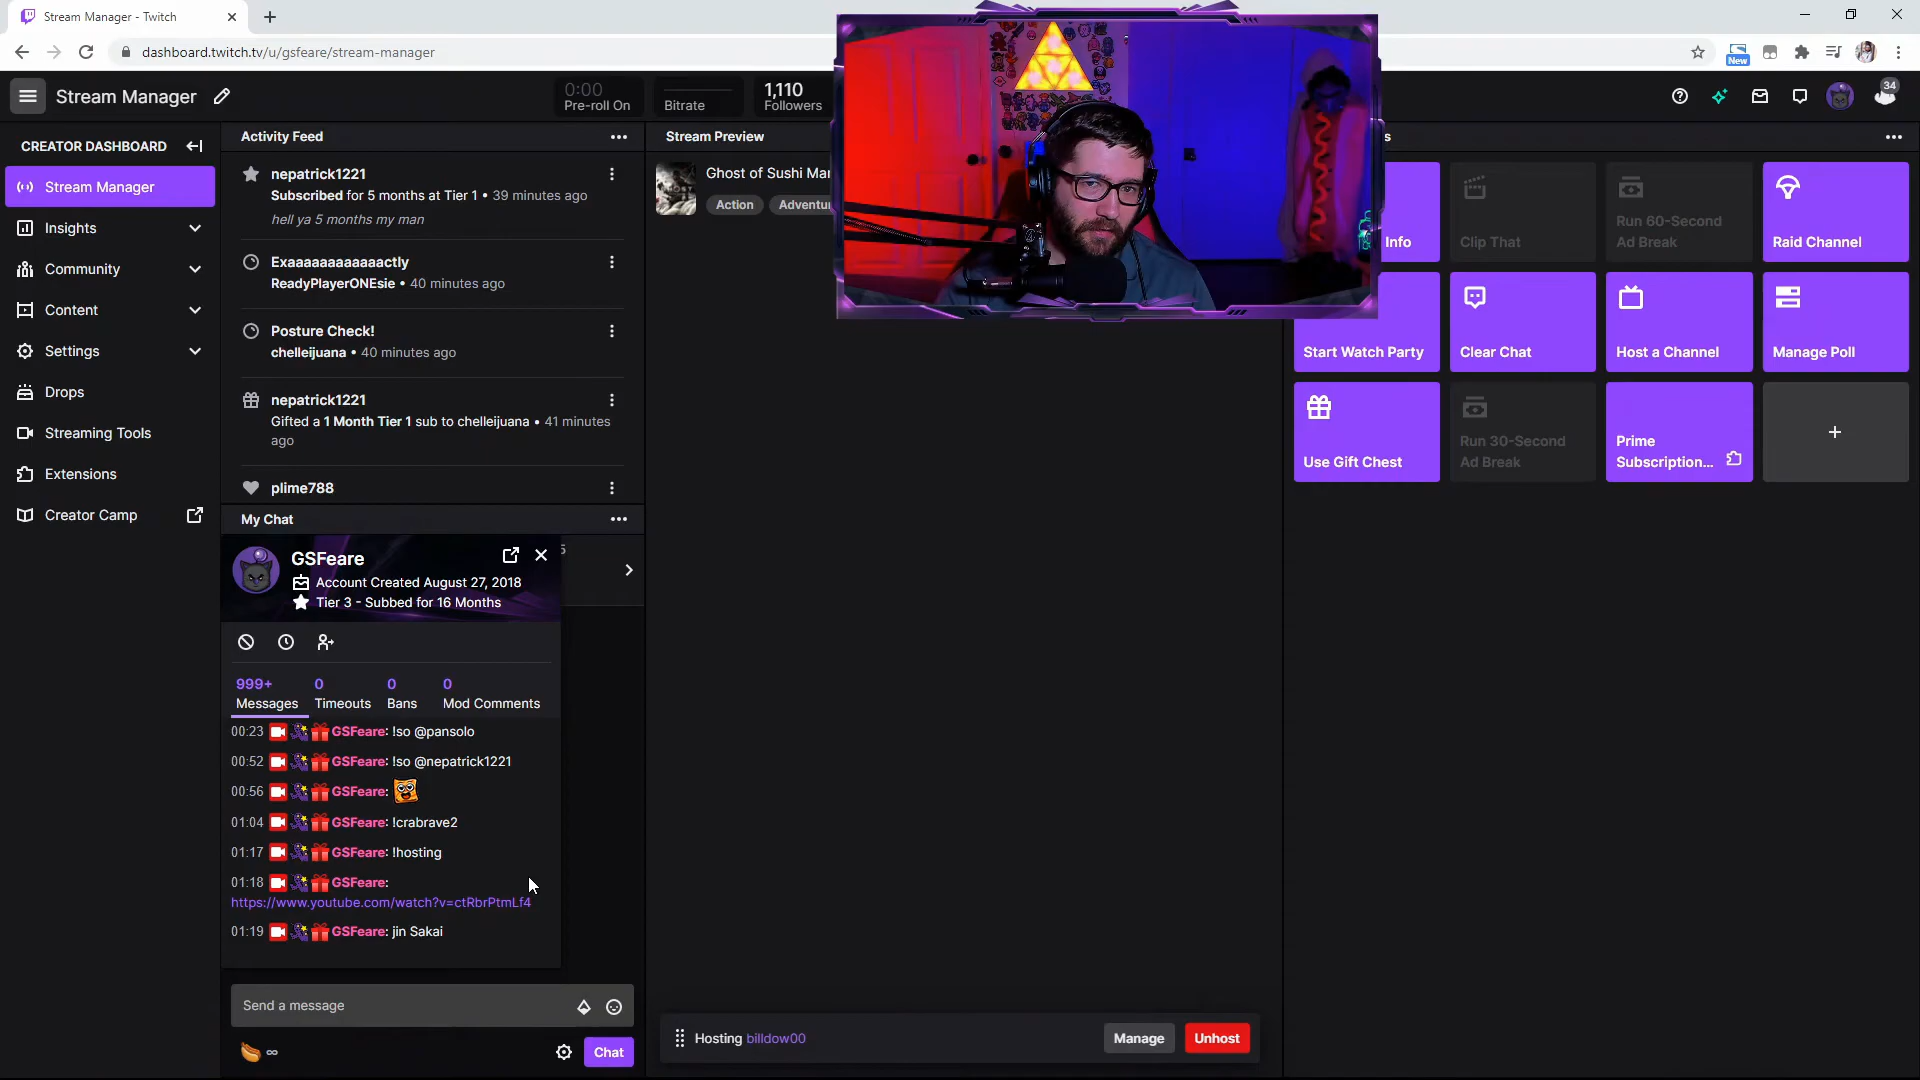 Stream Manager - Twitch
dashboard.twitch.tv/u/gsfeare/stream-manager
New
Stream Manager
0:00
Pre-roll On
Bitrate
1,110
Followers
34
CREATOR DASHBOARD
Stream Manager
Insights
Community
Content
Settings
Drops
Streaming Tools
Extensions
Creator Camp
Activity Feed
nepatrick1221
Subscribed for 5 months at Tier 1 • 39 minutes ago
hell ya 5 months my man
Exaaaaaaaaaaaactly
ReadyPlayerONEsie • 40 minutes ago
Posture Check!
chelleijuana • 40 minutes ago
nepatrick1221
Gifted a 1 Month Tier 1 sub to chelleijuana • 41 minutes
ago
plime788
My Chat
GSFeare
5
Account Created August 27, 2018
Tier 3 - Subbed for 16 Months
999+
Messages
0
Timeouts
0
Bans
0
Mod Comments
00:23 GSFeare: !so @pansolo
00:52 GSFeare: !so @nepatrick1221
00:56 GSFeare:
01:04 GSFeare: !crabrave2
01:17 GSFeare: !hosting
01:18 GSFeare:
https://www.youtube.com/watch?v=ctRbrPtmLf4
01:19 GSFeare: jin Sakai
Send a message
∞
Chat
Stream Preview
Ghost of Sushi Mar
Action
Adventu
Hosting billdow00
Manage
Unhost
s
Info
Clip That
Run 60-Second
Ad Break
Raid Channel
Start Watch Party
Clear Chat
Host a Channel
Manage Poll
Use Gift Chest
Run 30-Second
Ad Break
Prime
Subscription...
+